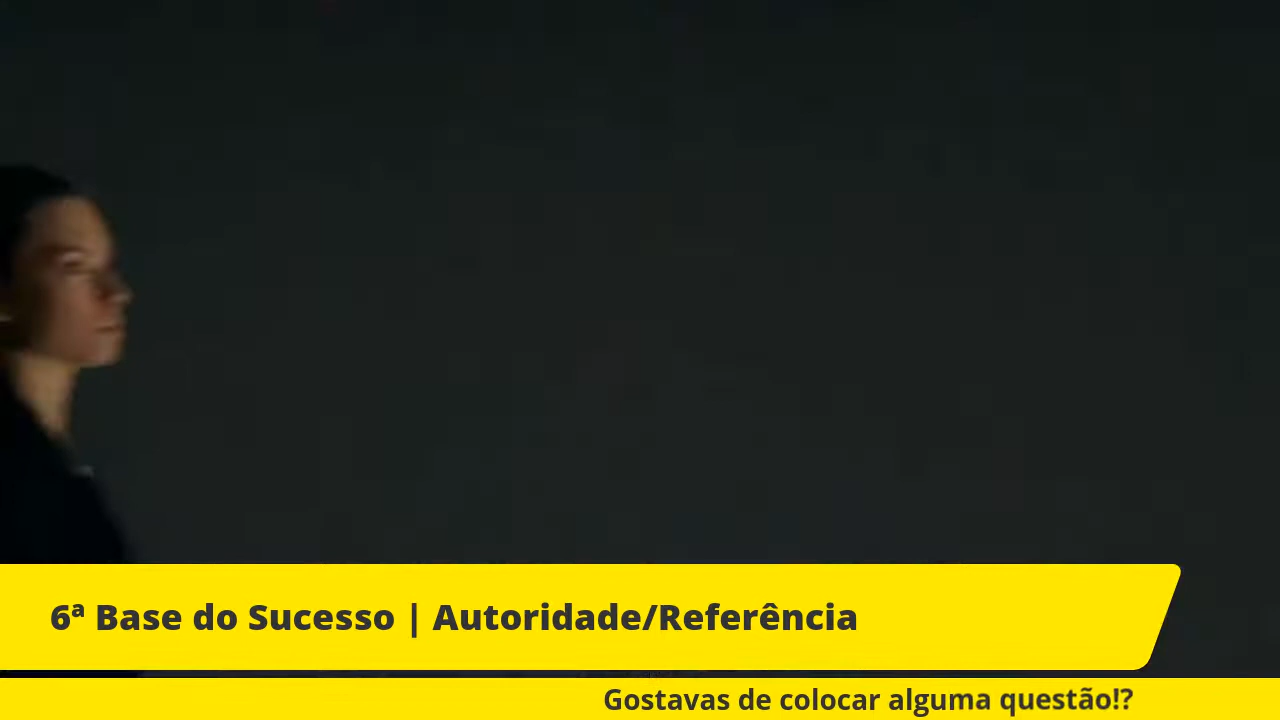 6ª Base do Sucesso | Autoridade/Referência
Gostavas de colocar alguma questão!?